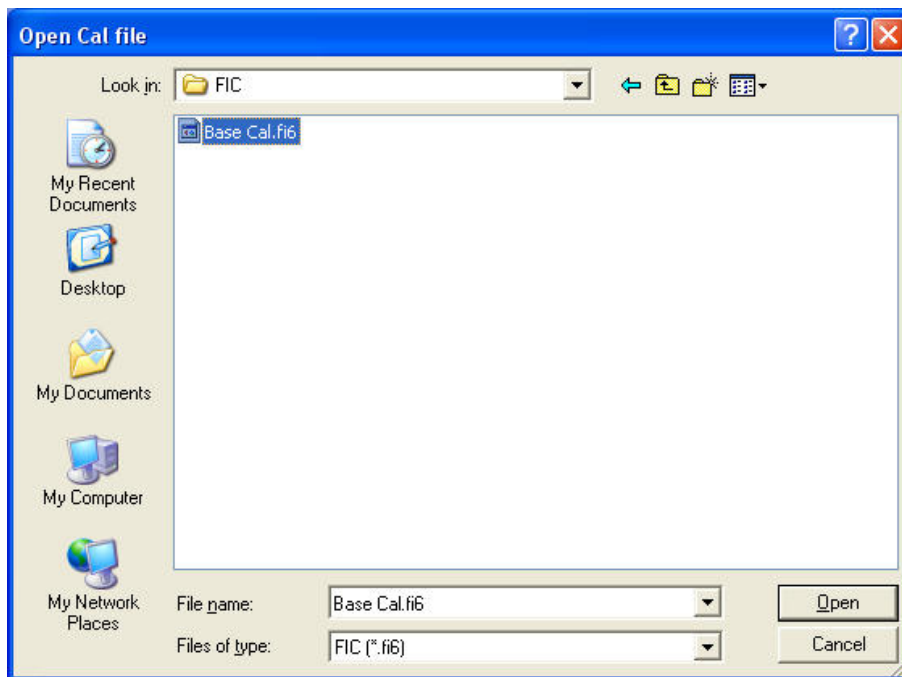 Open Cal file
Look in:
FIC
Base Cal.fi6
My Recent
Documents
Desktop
My Documents
My Computer
My Network
Places
File name:
Base Cal.fi6
Open
Files of type:
FIC (*.fi6)
Cancel